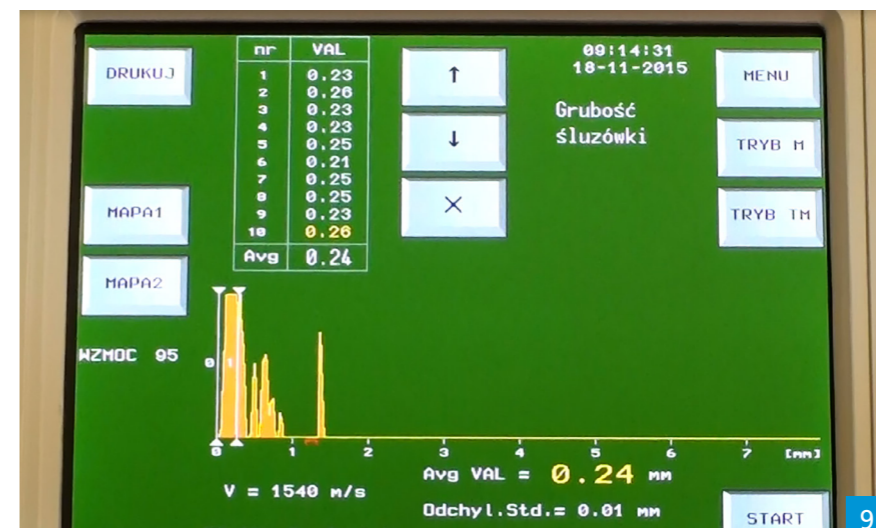 DRUKUJ
nr VAL
1 0.23
2 0.26
3 0.23
4 0.23
5 0.25
6 0.21
7 0.25
8 0.25
9 0.23
10 0.26
Avg 0.24
↑
↓
×
09:14:31
18-11-2015
Grubość
śluzówki
MENU
TRYB M
TRYB TM
MAPA1
MAPA2
WZMOC 95
0 1
0 1 2 3 4 5 6 7 [mm]
Avg VAL = 0.24 mm
V = 1540 m/s
Odchyl.Std.= 0.01 mm
START
9